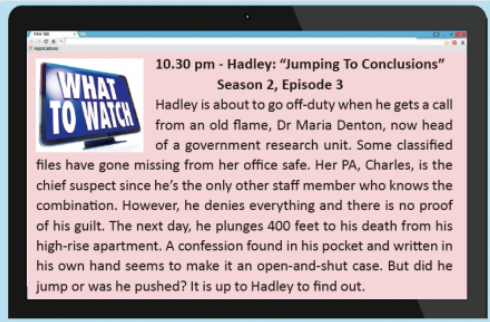 New Tab
Applications
WHAT
TO WATCH
10.30 pm - Hadley: “Jumping To Conclusions”
Season 2, Episode 3
Hadley is about to go off-duty when he gets a call
from an old flame, Dr Maria Denton, now head
of a government research unit. Some classified
files have gone missing from her office safe. Her PA, Charles, is the
chief suspect since he’s the only other staff member who knows the
combination. However, he denies everything and there is no proof
of his guilt. The next day, he plunges 400 feet to his death from his
high-rise apartment. A confession found in his pocket and written in
his own hand seems to make it an open-and-shut case. But did he
jump or was he pushed? It is up to Hadley to find out.